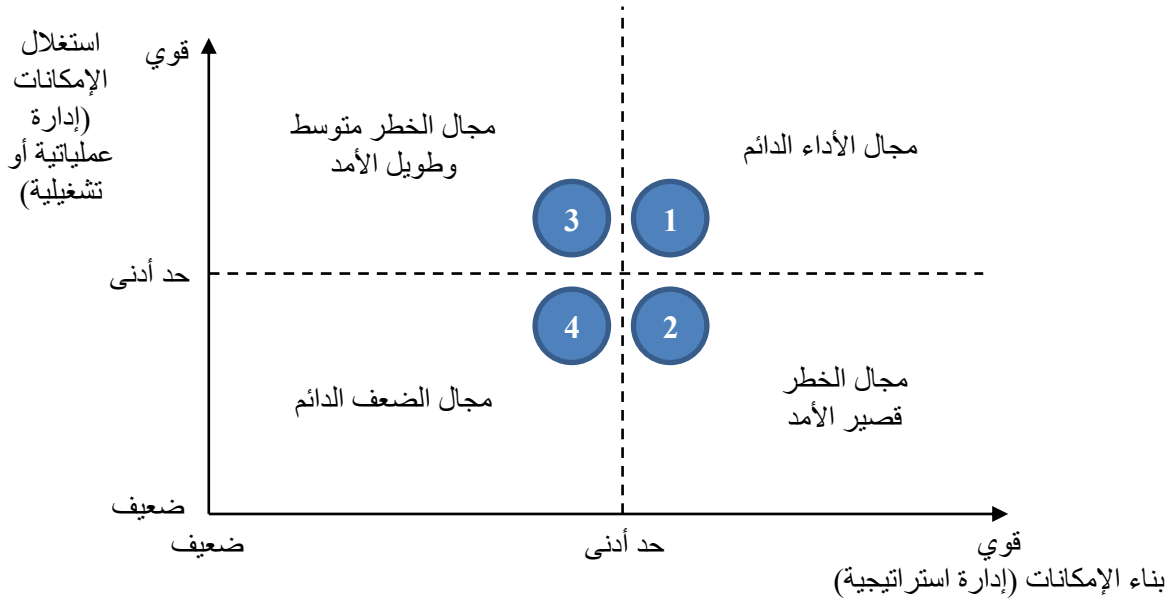 استغلال
الإمكانات
(إدارة
عملياتية أو
تشغيلية)
قوي
مجال الخطر متوسط
وطويل الأمد
مجال الأداء الدائم
3
1
حد أدنى
4
2
مجال الضعف الدائم
مجال الخطر
قصير الأمد
ضعيف
ضعيف
حد أدنى
قوي
بناء الإمكانات (إدارة استراتيجية)